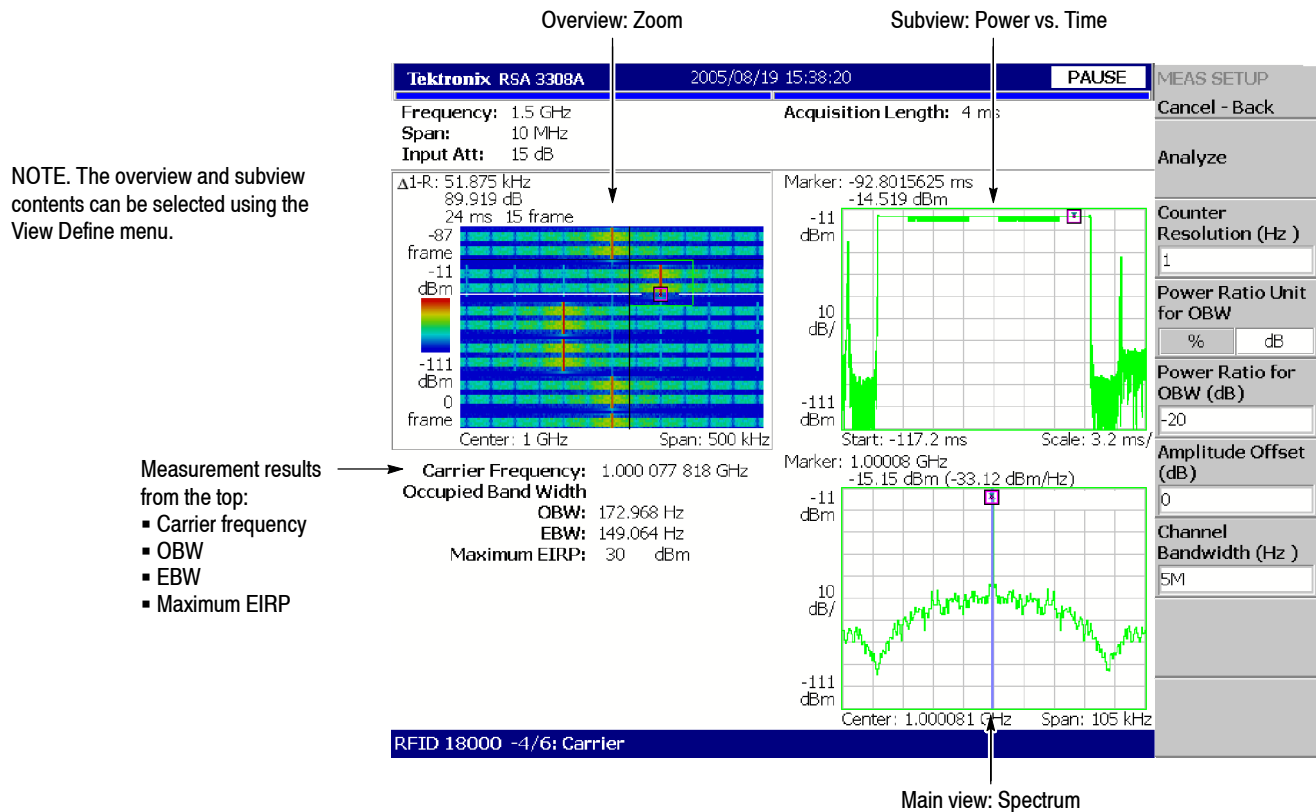 Overview: Zoom
Subview: Power vs. Time
NOTE. The overview and subview
contents can be selected using the
View Define menu.
Tektronix RSA 3308A
2005/08/19 15:38:20
PAUSE
Frequency: 1.5 GHz
Span: 10 MHz
Input Att: 15 dB
Acquisition Length: 4 ms
Δ1-R: 51.875 kHz
89.919 dB
24 ms 15 frame
-87
frame
-11
dBm
-111
dBm
0
frame
Center: 1 GHz
Span: 500 kHz
Marker: -92.8015625 ms
-14.519 dBm
-11
dBm
10
dB/
-111
dBm
Start: -117.2 ms
Scale: 3.2 ms/
Measurement results
from the top:
▪ Carrier frequency
▪ OBW
▪ EBW
▪ Maximum EIRP
Carrier Frequency: 1.000 077 818 GHz
Occupied Band Width
OBW: 172.968 Hz
EBW: 149.064 Hz
Maximum EIRP: 30 dBm
Marker: 1.00008 GHz
-15.15 dBm (-33.12 dBm/Hz)
-11
dBm
10
dB/
-111
dBm
Center: 1.000081 GHz
Span: 105 kHz
RFID 18000 -4/6: Carrier
MEAS SETUP
Cancel - Back
Analyze
Counter
Resolution (Hz )
1
Power Ratio Unit
for OBW
% dB
Power Ratio for
OBW (dB)
-20
Amplitude Offset
(dB)
0
Channel
Bandwidth (Hz )
5M
Main view: Spectrum